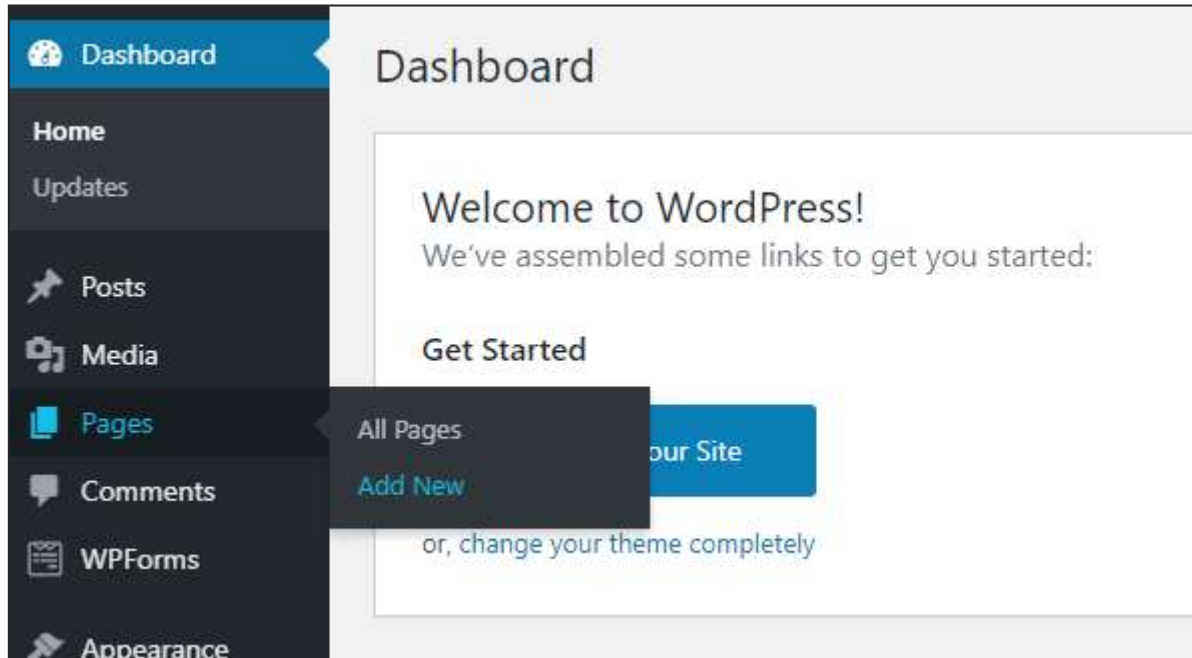 Dashboard
Home
Updates
Posts
Media
Pages
Comments
WPForms
Appearance
All Pages
Add New
Dashboard
Welcome to WordPress!
We've assembled some links to get you started:
Get Started
our Site
or, change your theme completely